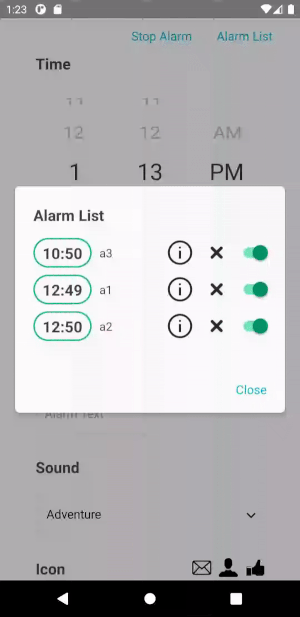 1:23
Stop Alarm Alarm List
Time
11 11
12 12 AM
1 13 PM
Alarm List
10:50 a3
12:49 a1
12:50 a2
Close
Alarm Text
Sound
Adventure
Icon